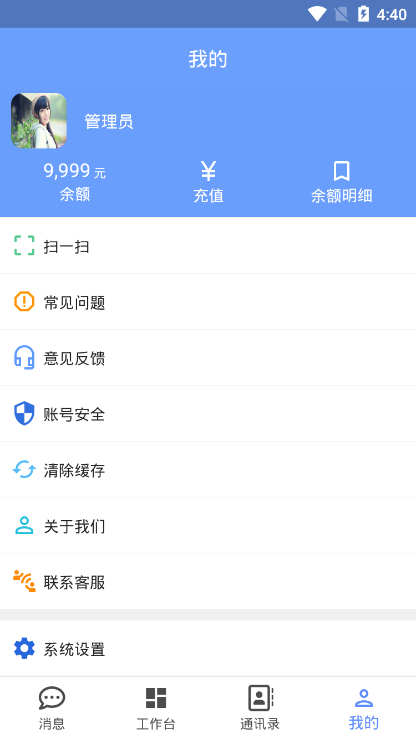 4:40
我的
管理员
9,999 元
余额
充值
余额明细
扫一扫
常见问题
意见反馈
账号安全
清除缓存
关于我们
联系客服
系统设置
消息
工作台
通讯录
我的